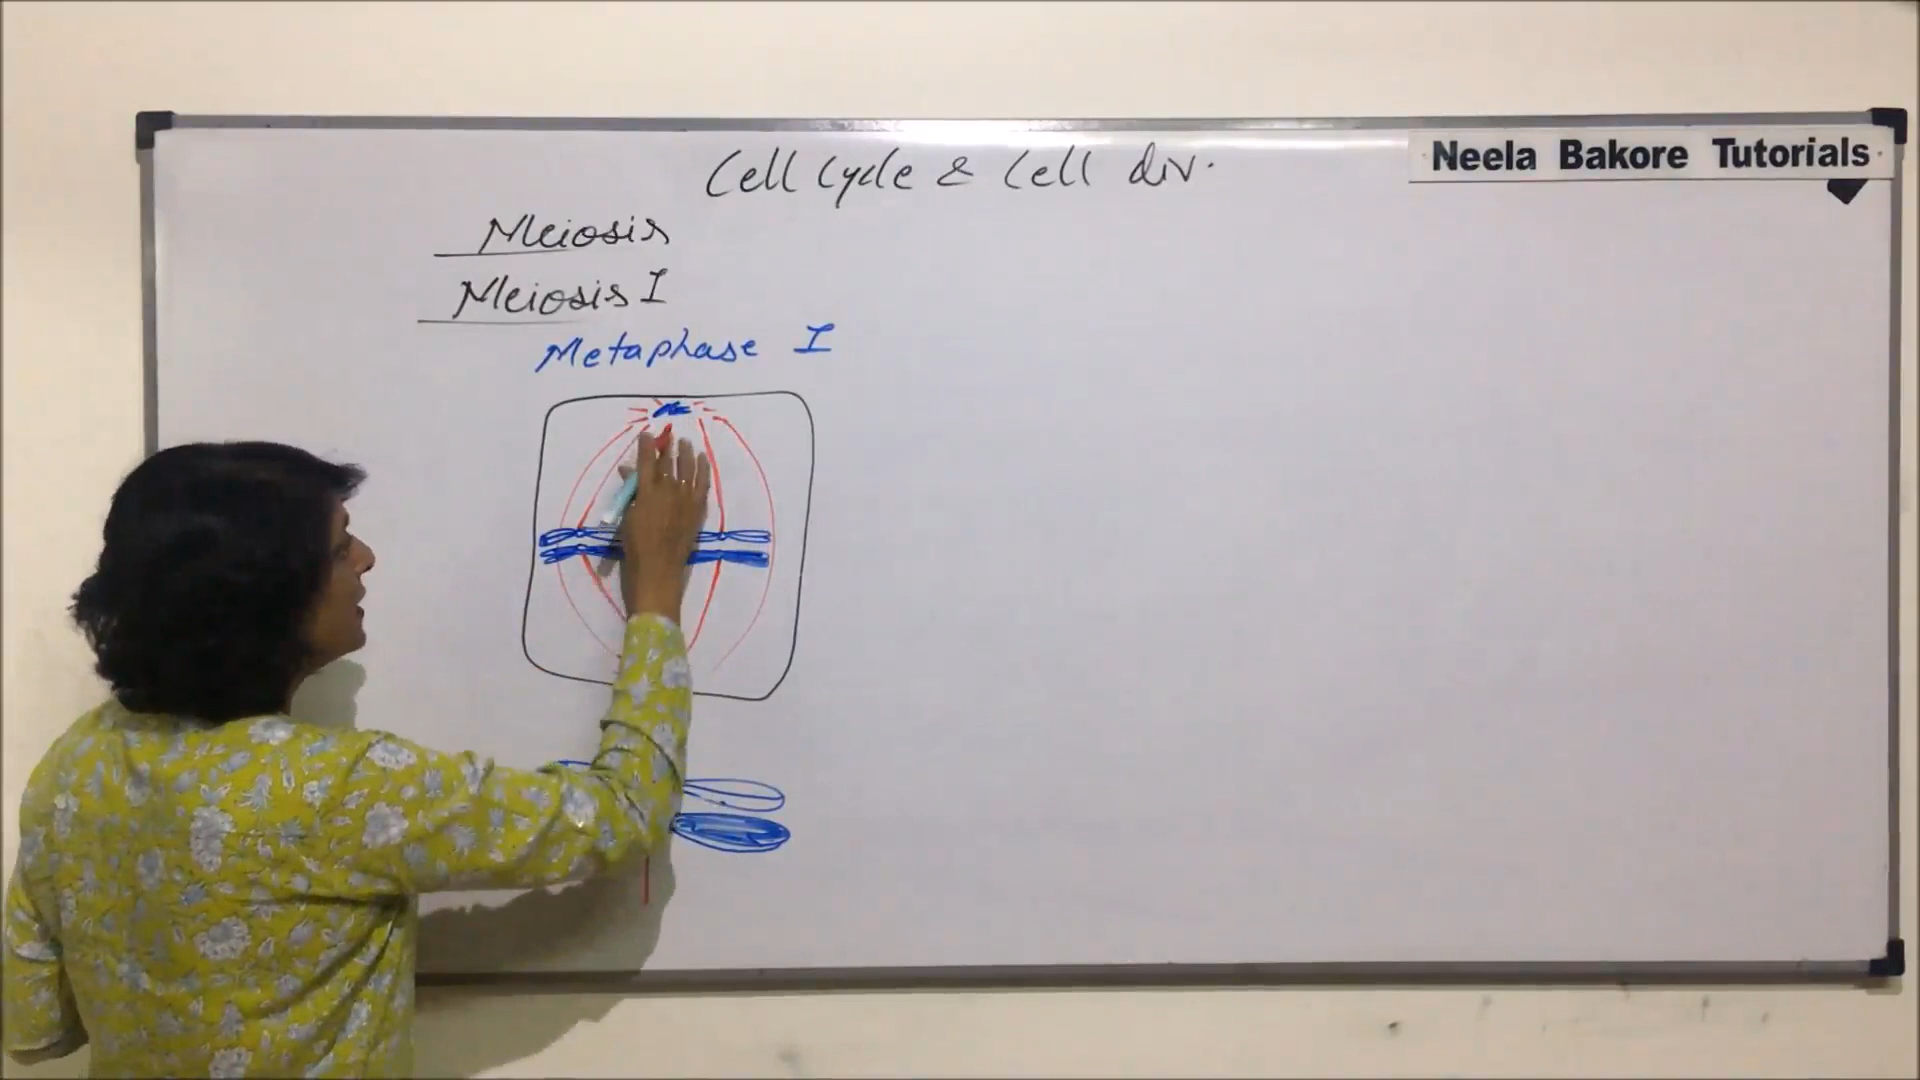 Cell Cycle & Cell div.
Neela Bakore Tutorials
Meiosis
Meiosis I
Metaphase I